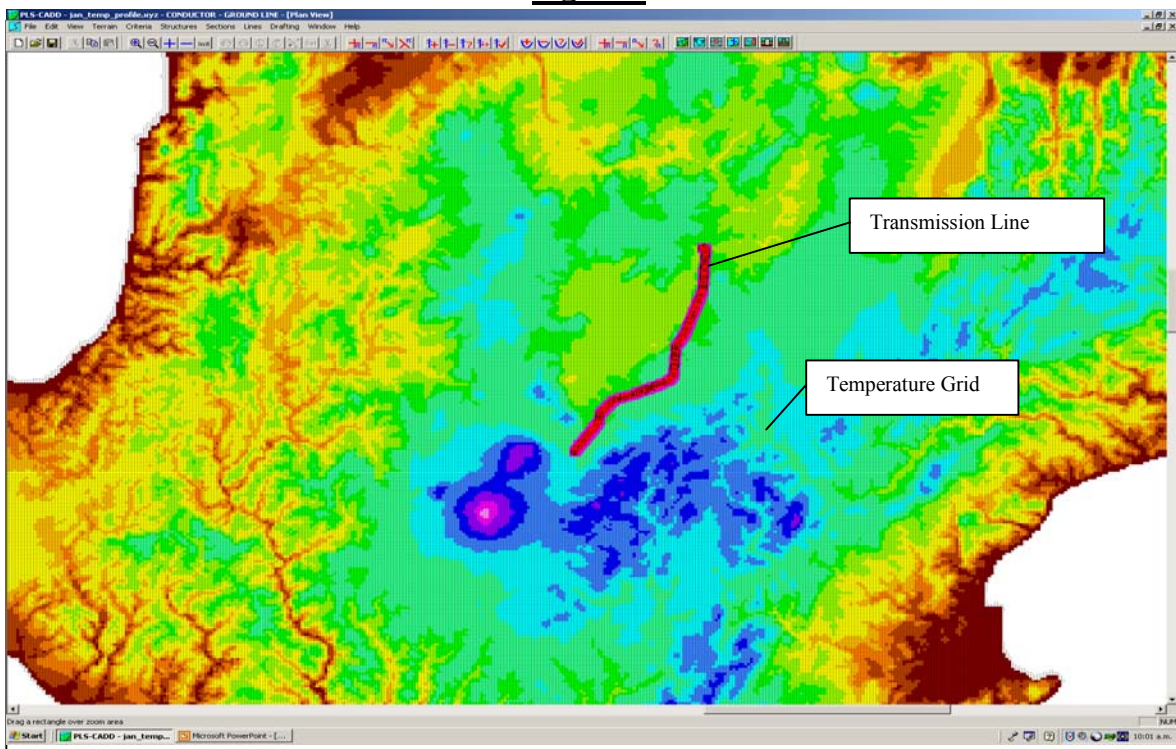 PLS-CADD - jan_temp_profile.xyz - CONDUCTOR - GROUND LINE - [Plan View]
File Edit View Terrain Criteria Structures Sections Lines Drafting Window Help
Transmission Line
Temperature Grid
Drag a rectangle over zoom area
NUM
Start PLS-CADD - jan_temp... Microsoft PowerPoint - [... 10:01 a.m.